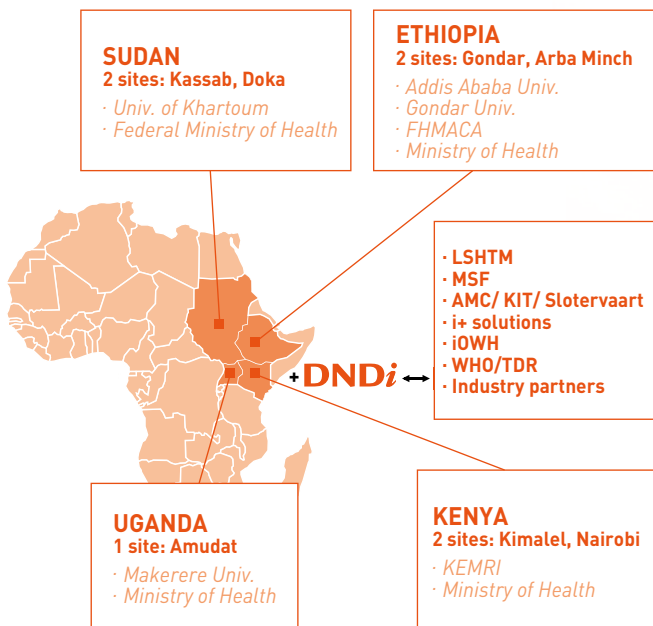 SUDAN
2 sites: Kassab, Doka
· Univ. of Khartoum
· Federal Ministry of Health
ETHIOPIA
2 sites: Gondar, Arba Minch
· Addis Ababa Univ.
· Gondar Univ.
· FHMACA
· Ministry of Health
· LSHTM
· MSF
· AMC/ KIT/ Slotervaart
· i+ solutions
· iOWH
· WHO/TDR
· Industry partners
+ DNDi
UGANDA
1 site: Amudat
· Makerere Univ.
· Ministry of Health
KENYA
2 sites: Kimalel, Nairobi
· KEMRI
· Ministry of Health